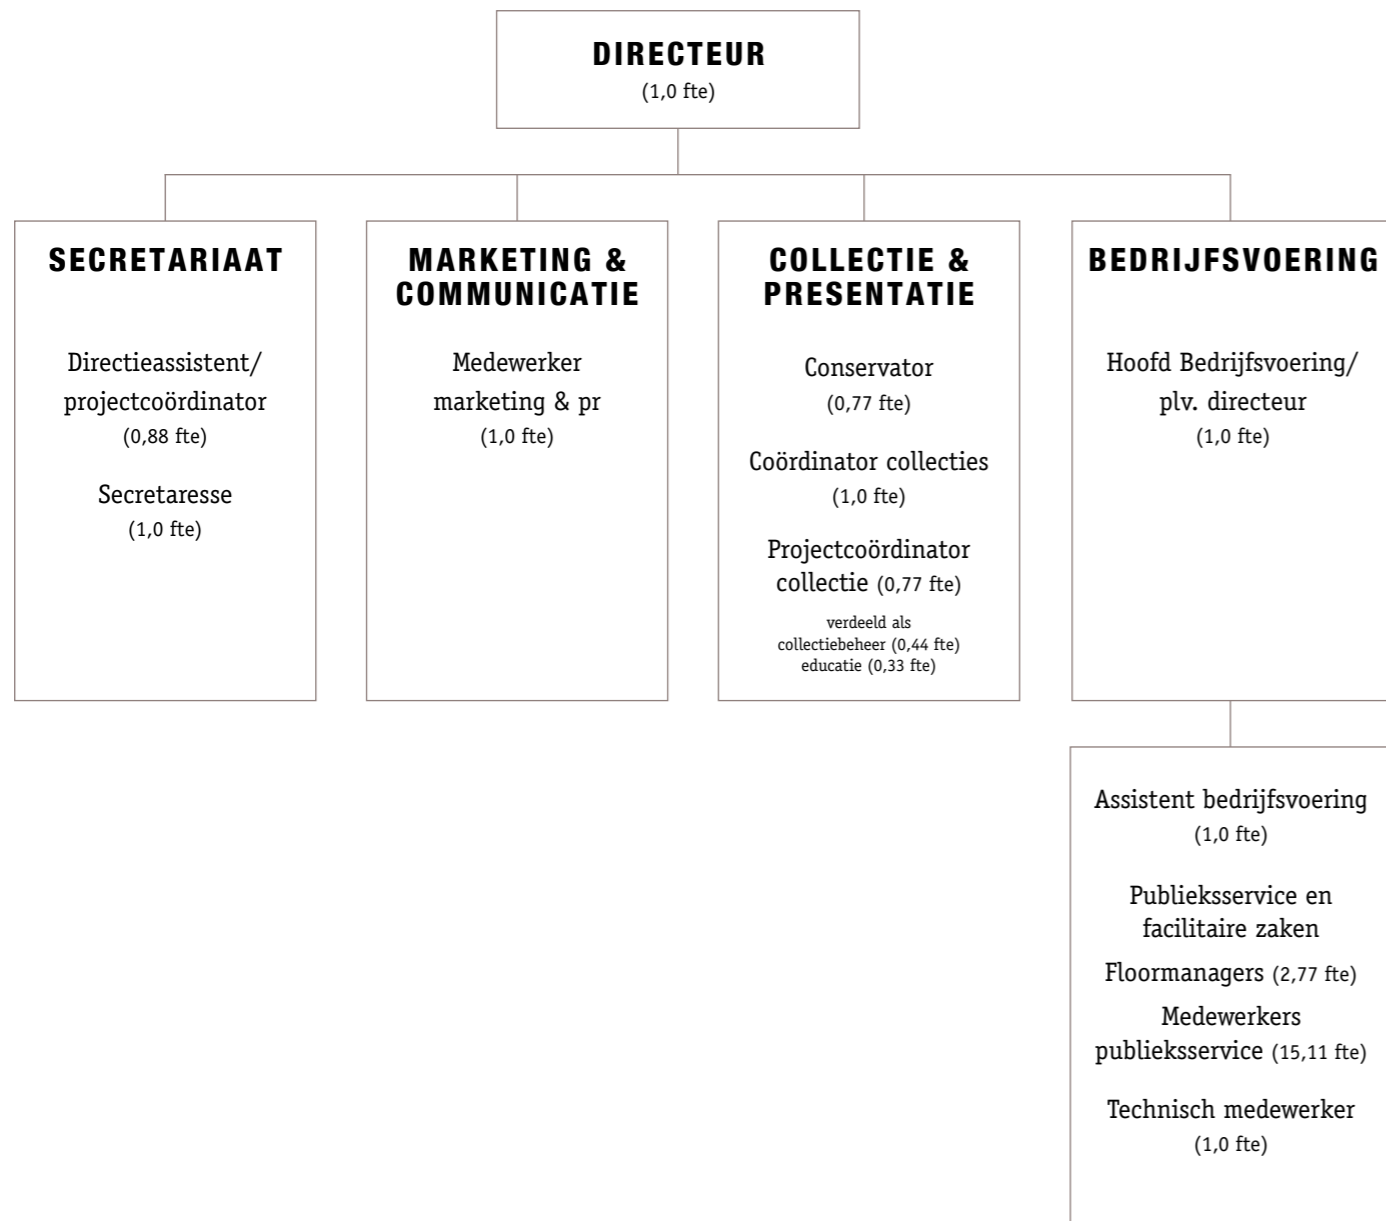 DIRECTEUR
(1,0 fte)
SECRETARIAAT
Directieassistent/
projectcoördinator
(0,88 fte)
Secretaresse
(1,0 fte)
MARKETING &
COMMUNICATIE
Medewerker
marketing & pr
(1,0 fte)
COLLECTIE &
PRESENTATIE
Conservator
(0,77 fte)
Coördinator collecties
(1,0 fte)
Projectcoördinator
collectie (0,77 fte)
verdeeld als
collectiebeheer (0,44 fte)
educatie (0,33 fte)
BEDRIJFSVOERING
Hoofd Bedrijfsvoering/
plv. directeur
(1,0 fte)
Assistent bedrijfsvoering
(1,0 fte)
Publieksservice en
facilitaire zaken
Floormanagers (2,77 fte)
Medewerkers
publieksservice (15,11 fte)
Technisch medewerker
(1,0 fte)